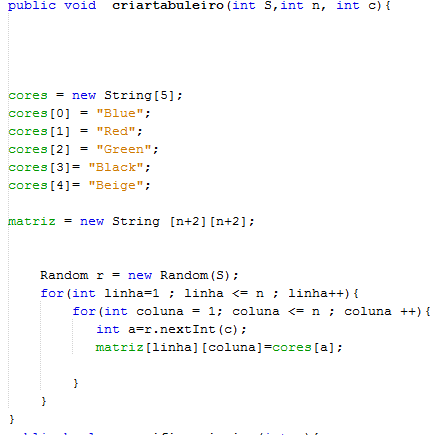 public void criartabuleiro(int S,int n, int c){
cores = new String[5];
cores[0] = "Blue";
cores[1] = "Red";
cores[2] = "Green";
cores[3]= "Black";
cores[4]= "Beige";
matriz = new String [n+2][n+2];
Random r = new Random(S);
for(int linha=1 ; linha <= n ; linha++){
for(int coluna = 1; coluna <= n ; coluna ++){
int a=r.nextInt(c);
matriz[linha][coluna]=cores[a];
}
}
}